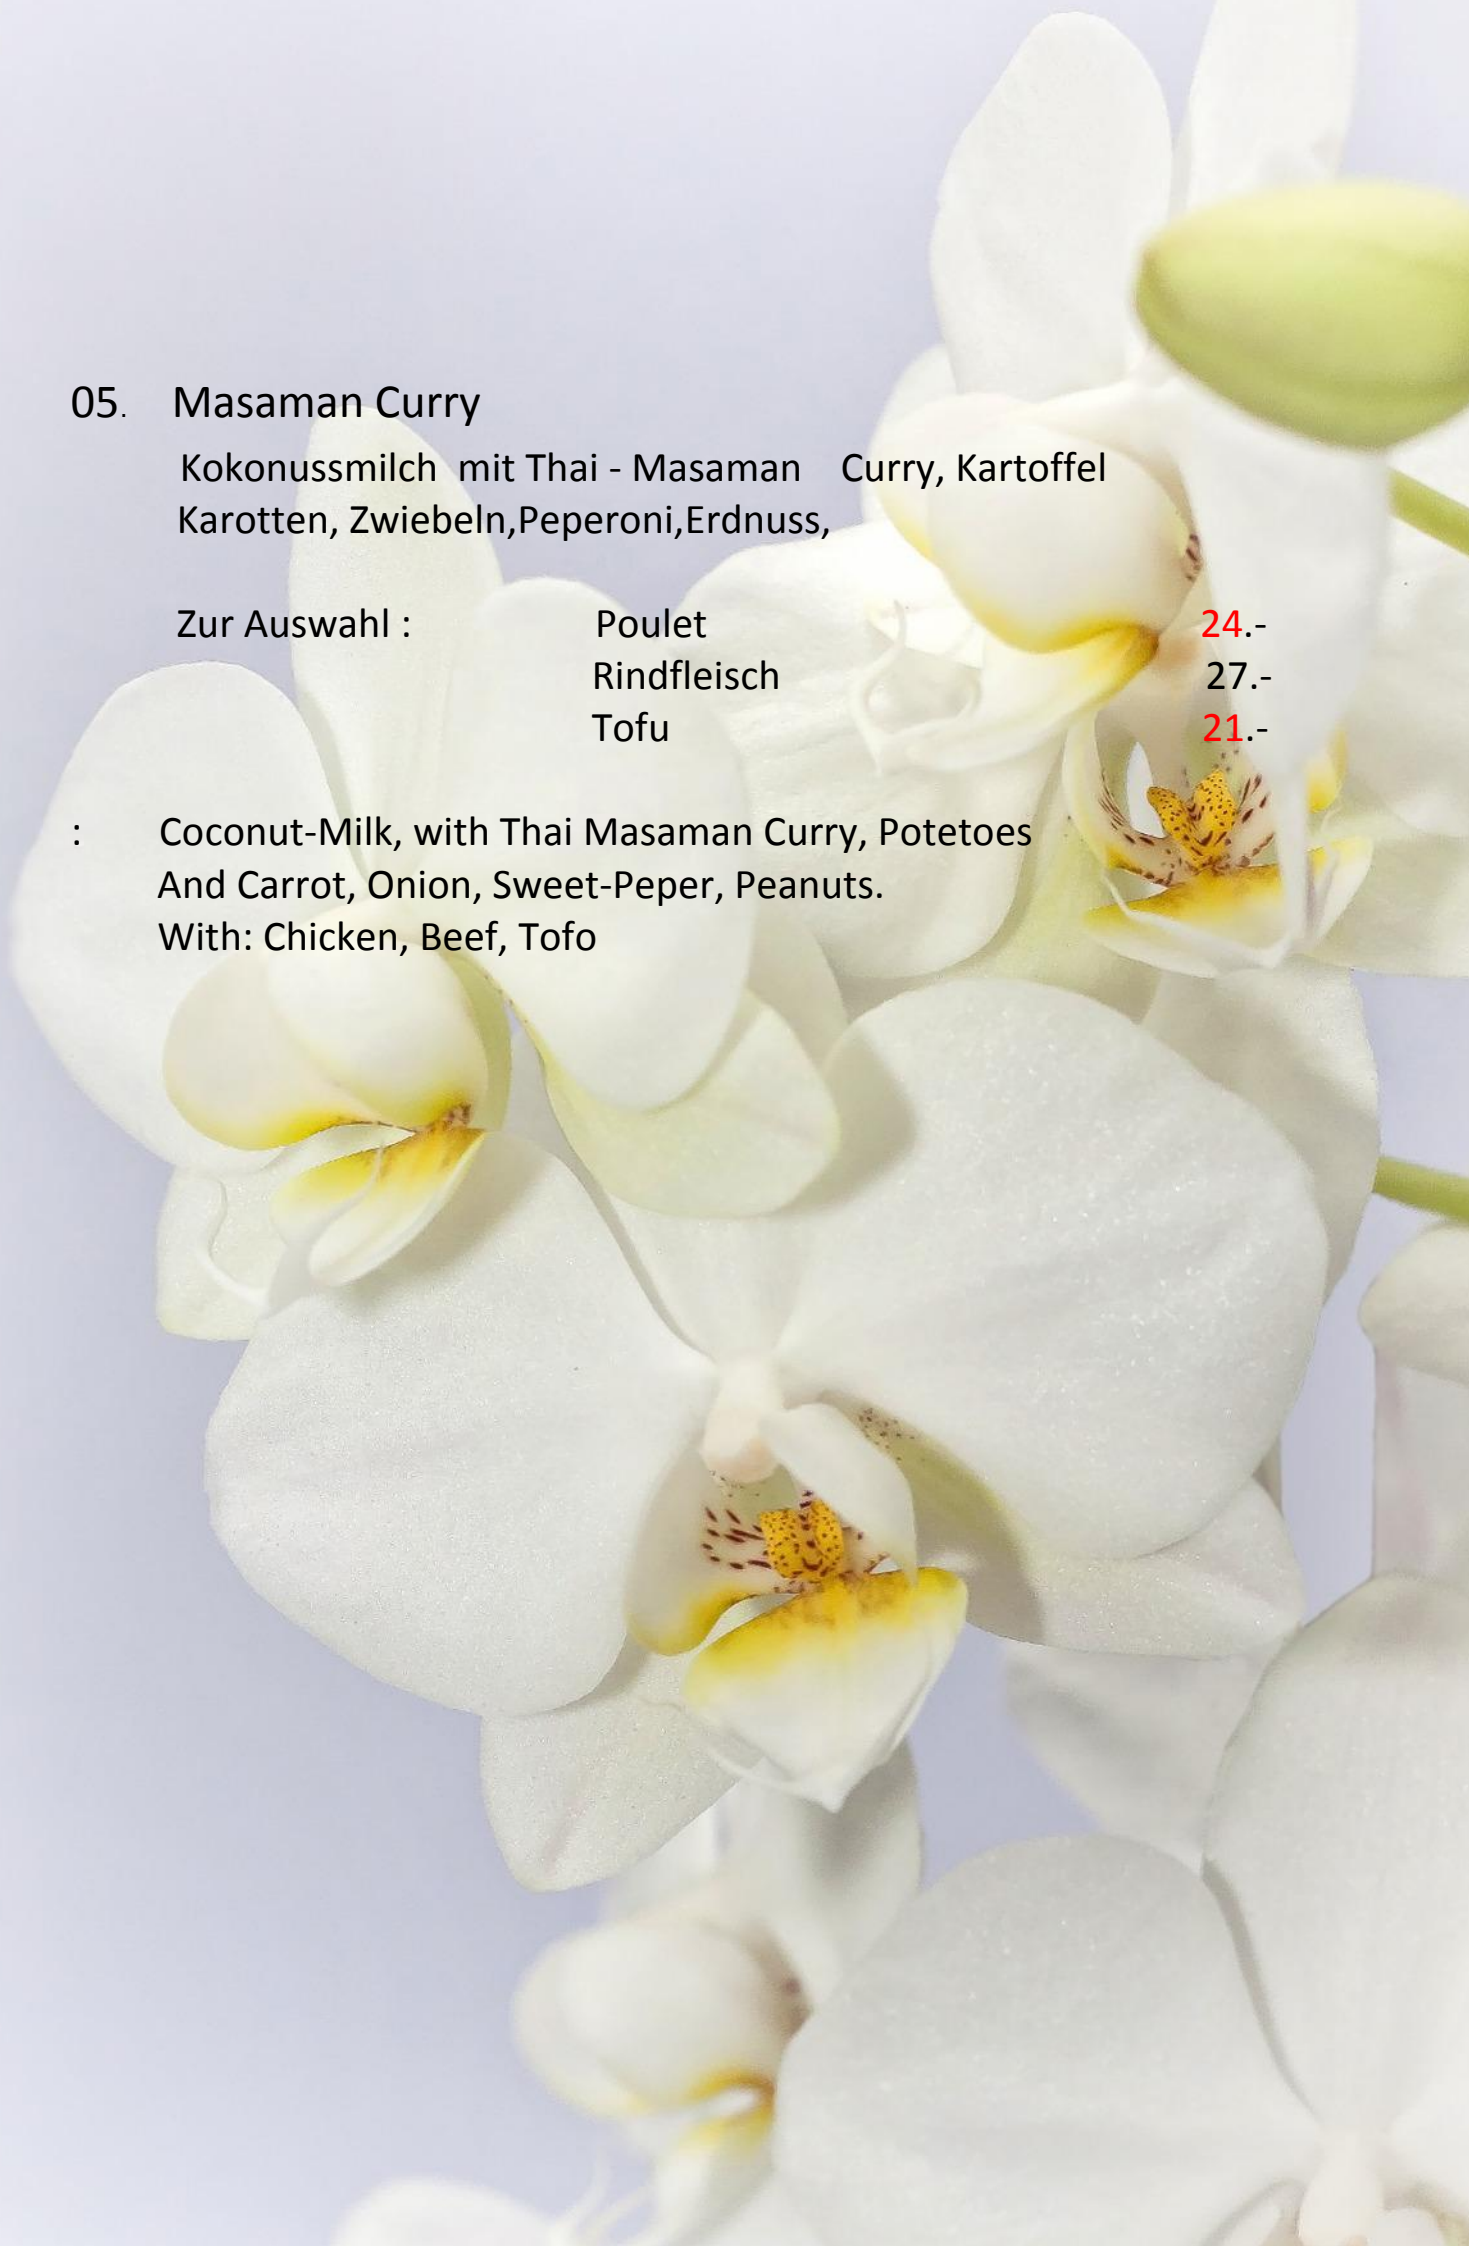 05. Masaman Curry
Kokonussmilch mit Thai - Masaman Curry, Kartoffel
Karotten, Zwiebeln,Peperoni,Erdnuss,
Zur Auswahl : Poulet 24.-
Rindfleisch 27.-
Tofu 21.-
: Coconut-Milk, with Thai Masaman Curry, Potetoes
And Carrot, Onion, Sweet-Peper, Peanuts.
With: Chicken, Beef, Tofo